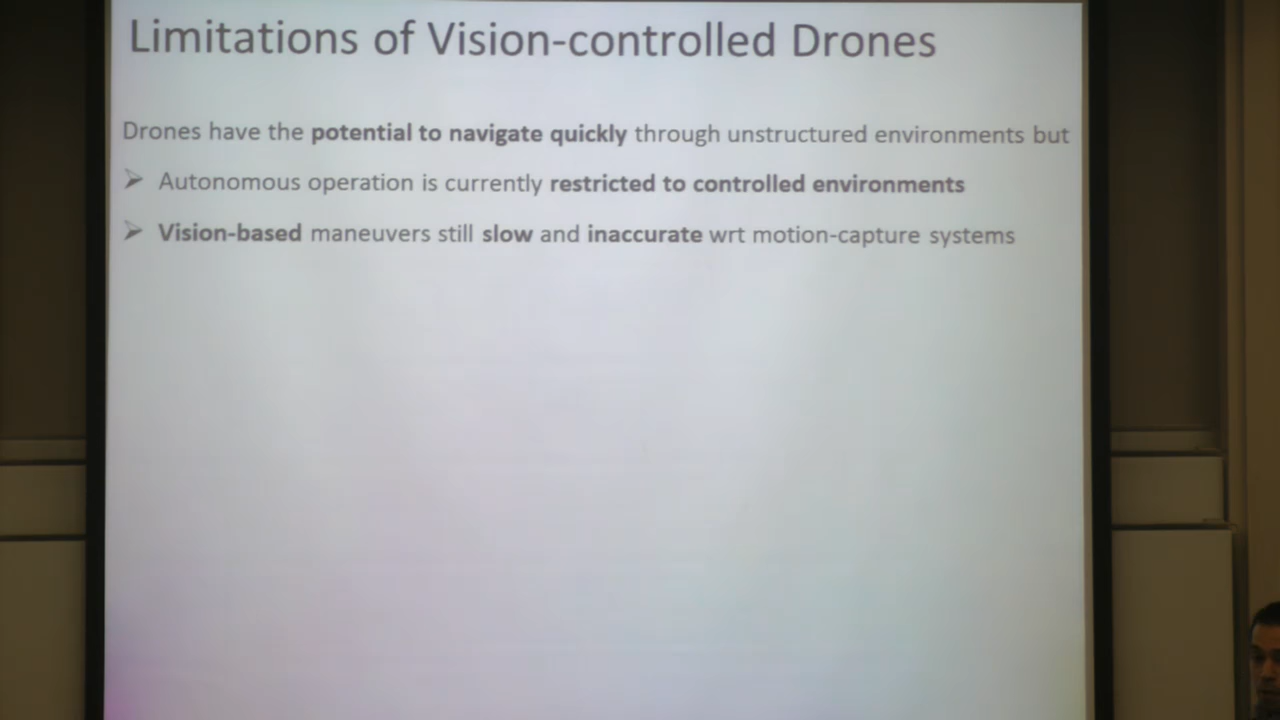 Limitations of Vision-controlled Drones
Drones have the potential to navigate quickly through unstructured environments but
➢ Autonomous operation is currently restricted to controlled environments
➢ Vision-based maneuvers still slow and inaccurate wrt motion-capture systems